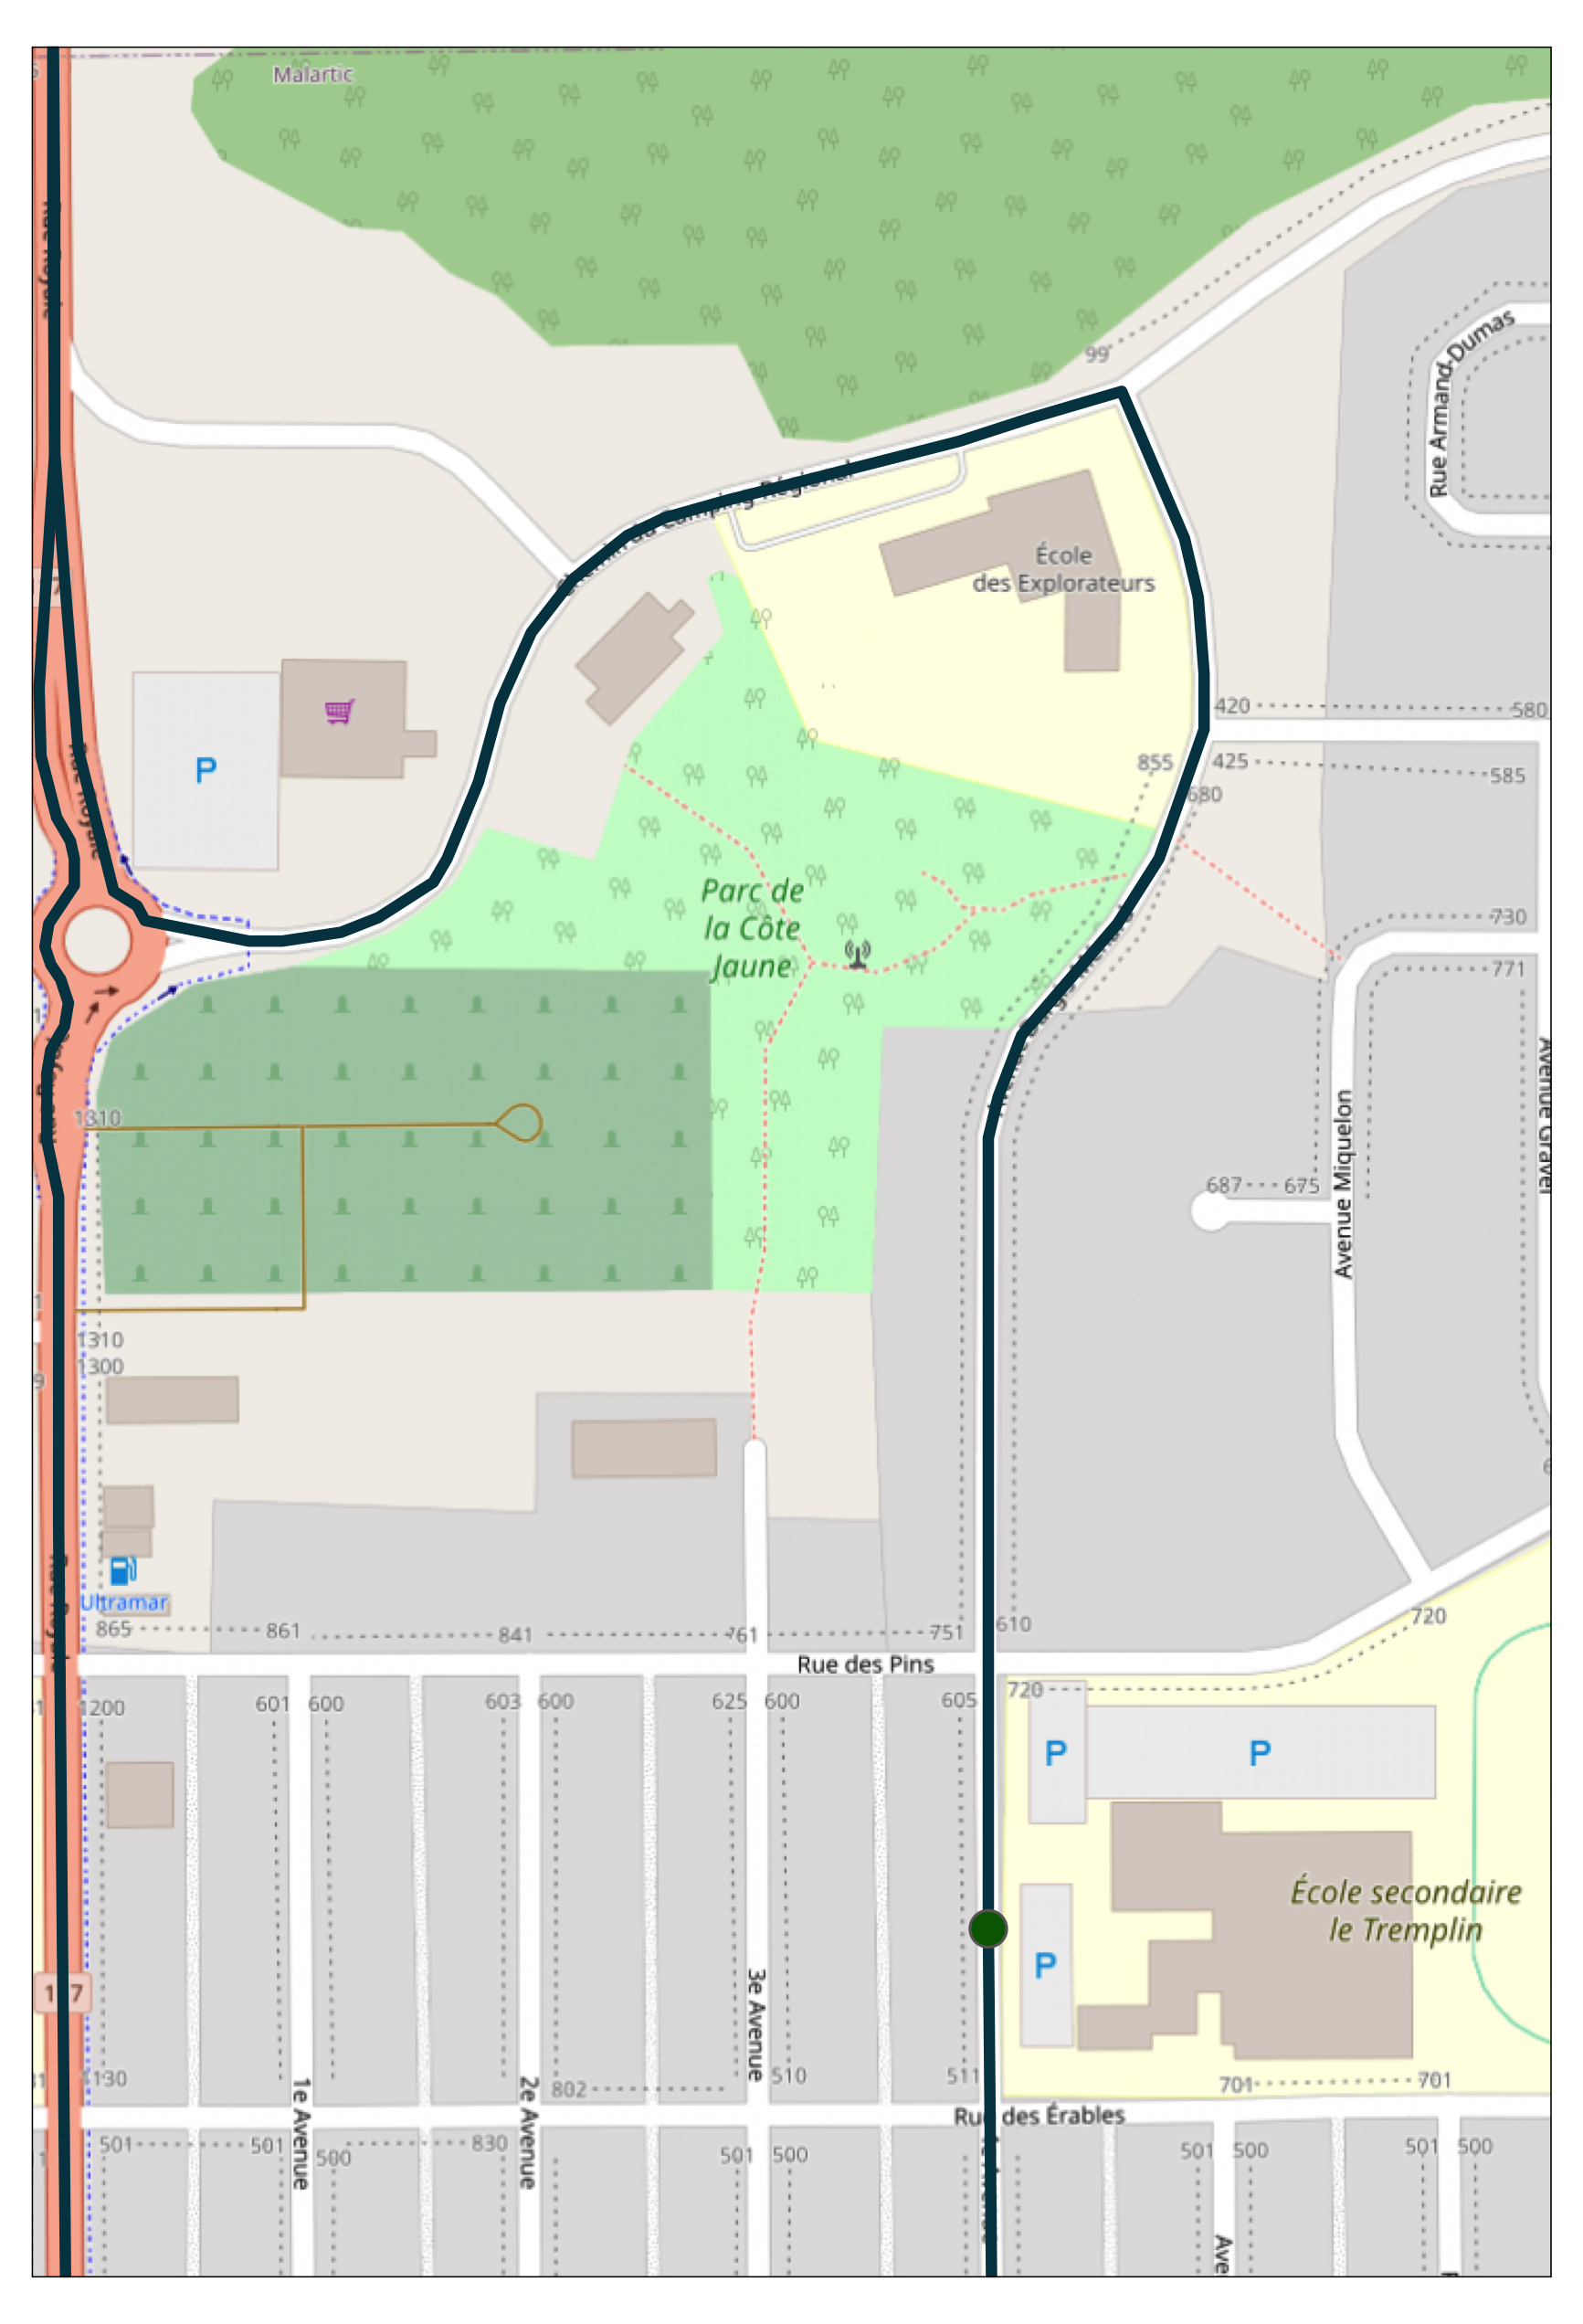 Malartic
Rue Royale
99
Rue Armand-Dumas
École
des Explorateurs
420
580
P
855
425
585
680
Rue Royale
Parc de
la Côte
Jaune
730
771
1310
Avenue Miquelon
Avenue Gravel
687
675
1310
1300
Ultramar
865
861
841
761
751
610
720
Rue des Pins
720
1200
601
600
603
600
625
600
605
P
P
École secondaire
le Tremplin
P
3e Avenue
1130
1e Avenue
2e Avenue
802
510
511
701
701
Rue des Érables
501
501
500
830
501
500
501
500
501
500
Ave